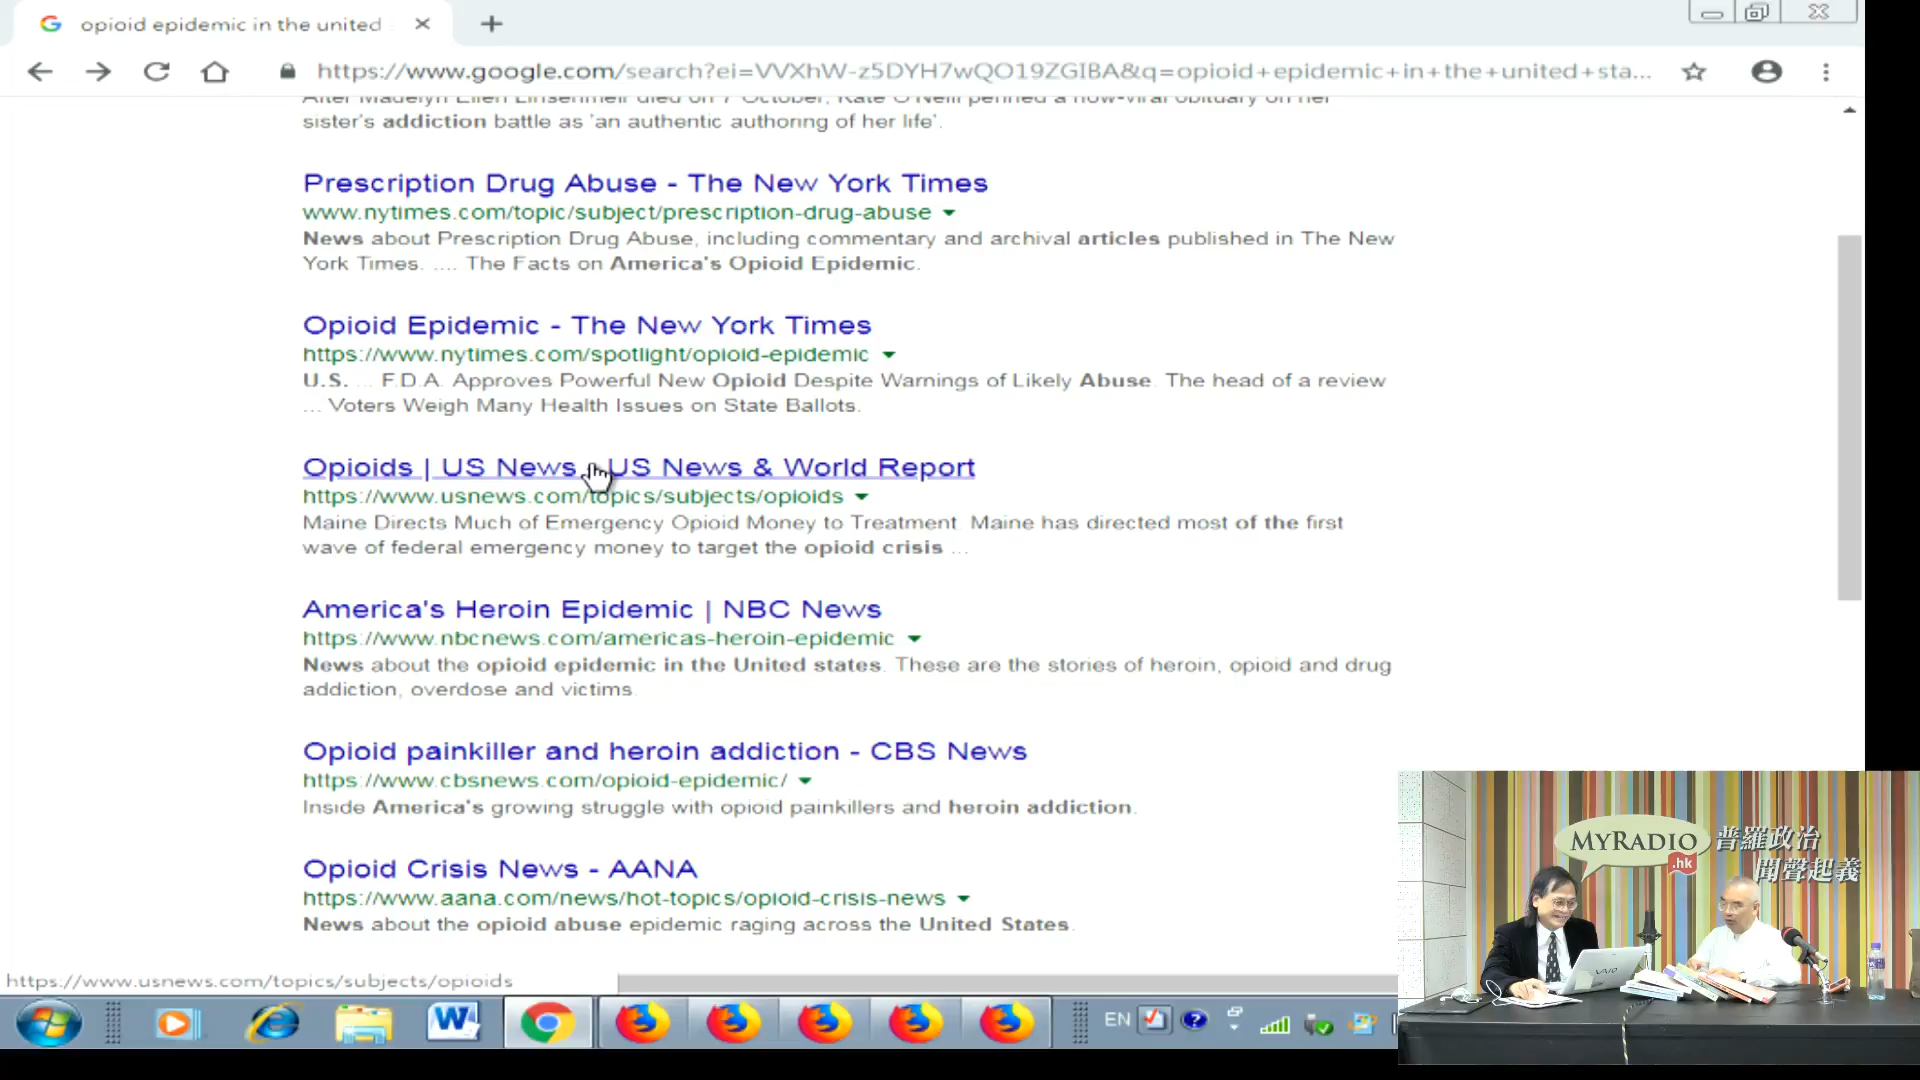 opioid epidemic in the united
https://www.google.com/search?ei=VVXhW-z5DYH7wQO19ZGIBA&q=opioid+epidemic+in+the+united+sta...
After Madelyn Ellen Linsenmeir died on 7 October, Kate O'Neill penned a now-viral obituary on her
sister's addiction battle as 'an authentic authoring of her life'.
Prescription Drug Abuse - The New York Times
www.nytimes.com/topic/subject/prescription-drug-abuse
News about Prescription Drug Abuse, including commentary and archival articles published in The New
York Times. .... The Facts on America's Opioid Epidemic.
Opioid Epidemic - The New York Times
https://www.nytimes.com/spotlight/opioid-epidemic
U.S. ... F.D.A. Approves Powerful New Opioid Despite Warnings of Likely Abuse. The head of a review
... Voters Weigh Many Health Issues on State Ballots.
Opioids | US News - US News & World Report
https://www.usnews.com/topics/subjects/opioids
Maine Directs Much of Emergency Opioid Money to Treatment. Maine has directed most of the first
wave of federal emergency money to target the opioid crisis ...
America's Heroin Epidemic | NBC News
https://www.nbcnews.com/americas-heroin-epidemic
News about the opioid epidemic in the United states. These are the stories of heroin, opioid and drug
addiction, overdose and victims.
Opioid painkiller and heroin addiction - CBS News
https://www.cbsnews.com/opioid-epidemic/
Inside America's growing struggle with opioid painkillers and heroin addiction.
Opioid Crisis News - AANA
https://www.aana.com/news/hot-topics/opioid-crisis-news
News about the opioid abuse epidemic raging across the United States.
https://www.usnews.com/topics/subjects/opioids
EN
MYRADIO
.hk
普羅政治
聞聲起義
VAIO